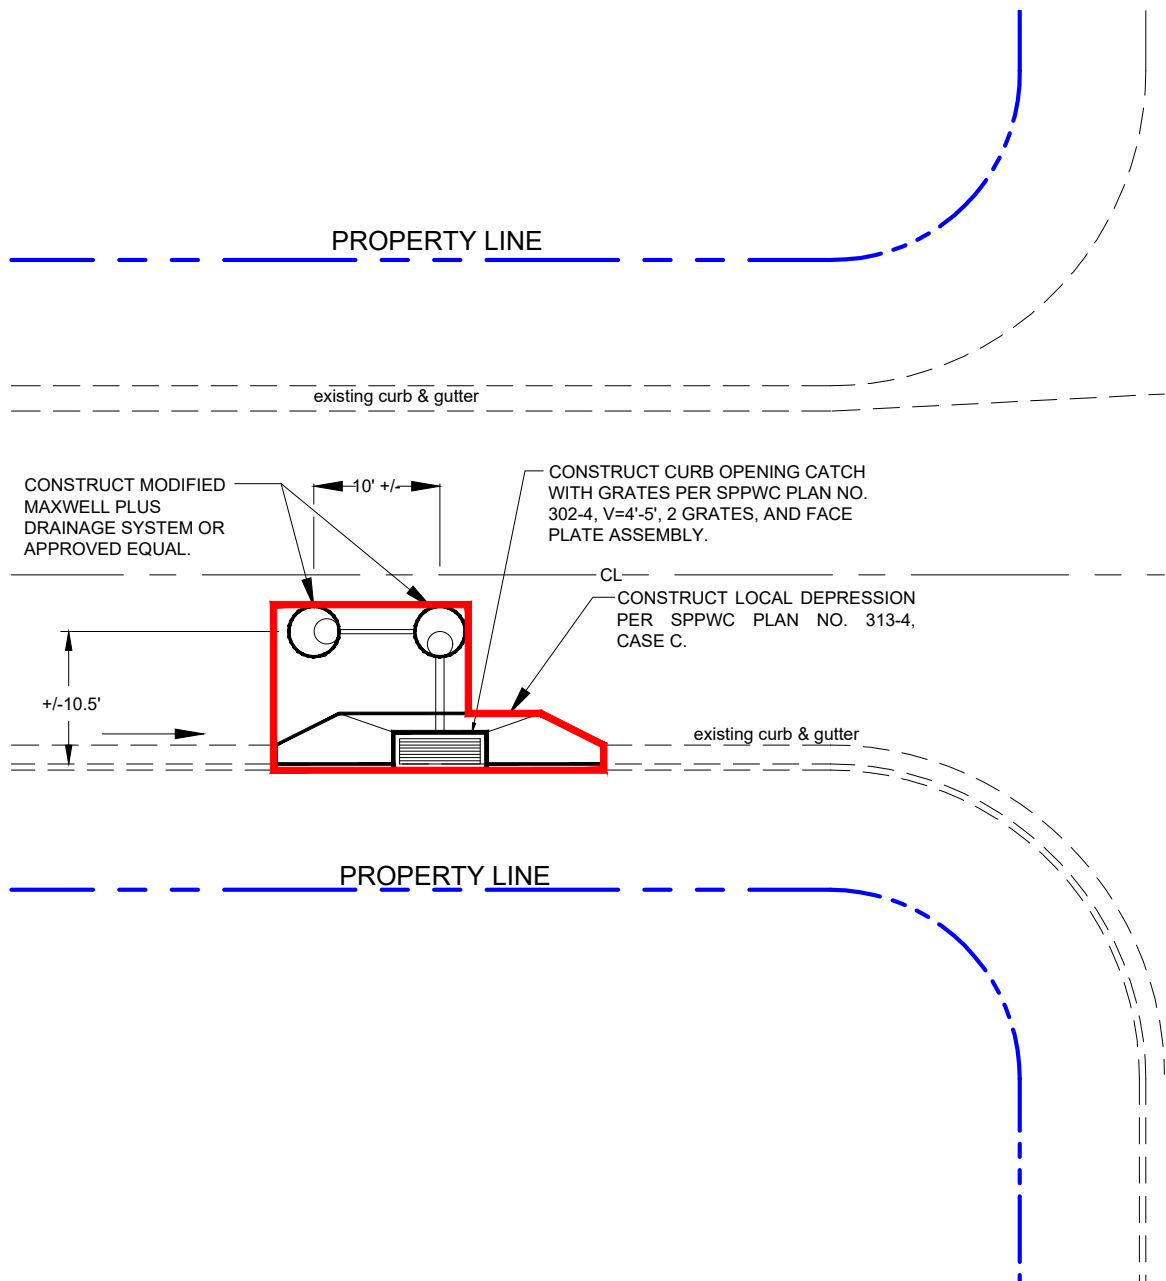 PROPERTY LINE
existing curb & gutter
CONSTRUCT MODIFIED
MAXWELL PLUS
DRAINAGE SYSTEM OR
APPROVED EQUAL.
10' +/-
CONSTRUCT CURB OPENING CATCH
WITH GRATES PER SPPWC PLAN NO.
302-4, V=4'-5', 2 GRATES, AND FACE
PLATE ASSEMBLY.
CL
CONSTRUCT LOCAL DEPRESSION
PER SPPWC PLAN NO. 313-4,
CASE C.
+/-10.5'
existing curb & gutter
PROPERTY LINE